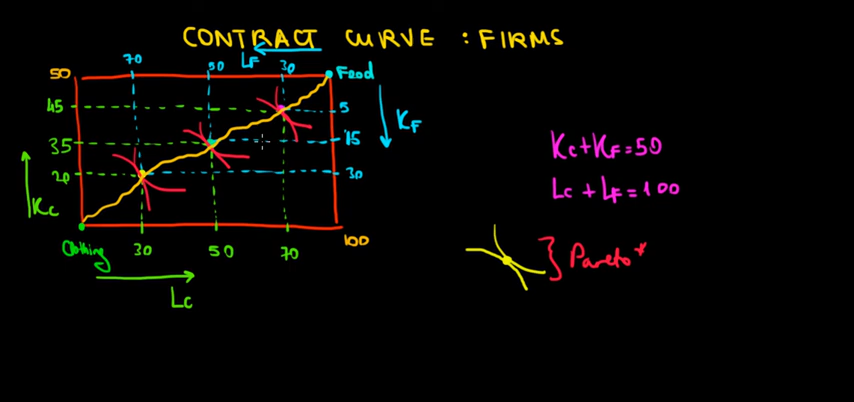 CONTRACT CURVE : FIRMS
70 50 LF 30
50 Food
45 5
KF
35 15
20 30
KC
Clothing 30 50 70 100
LC
KC+KF=50
LC+LF=100
Pareto*